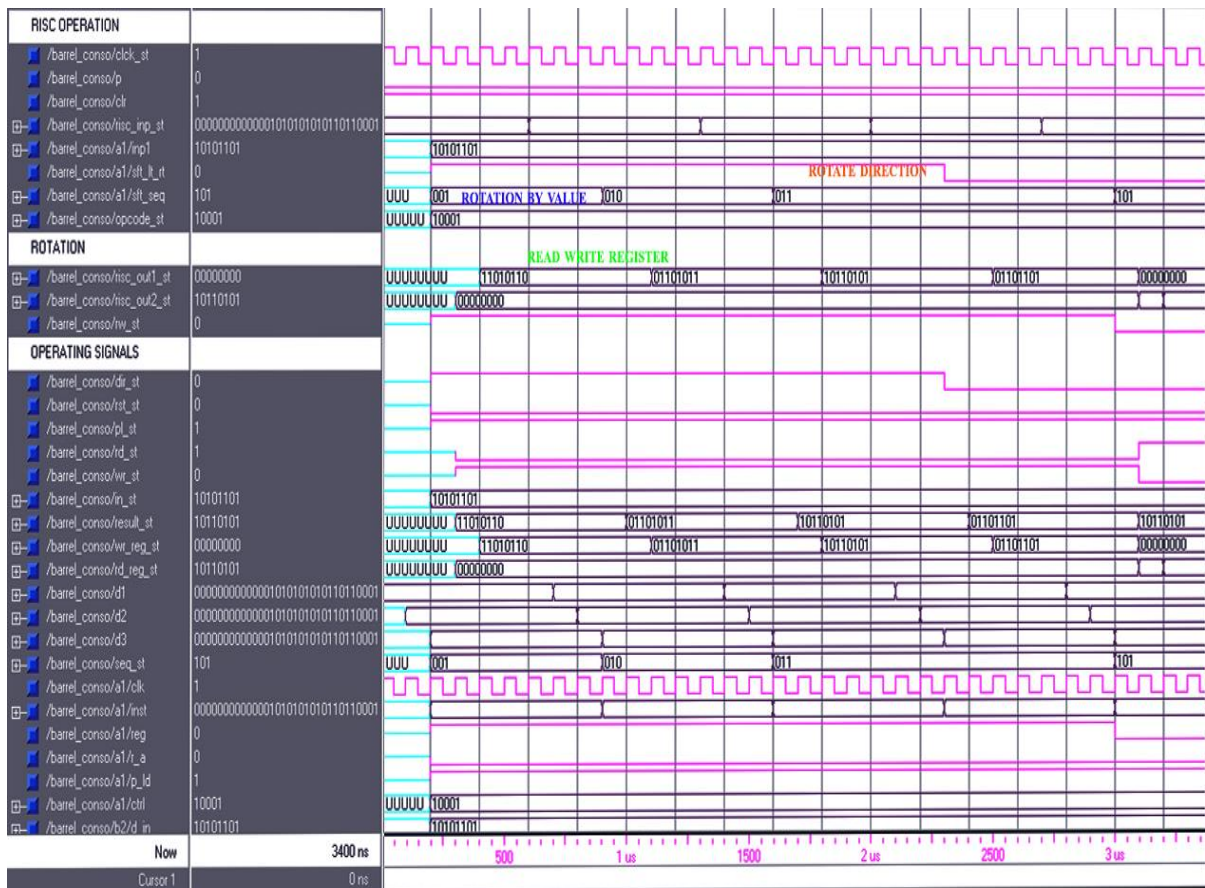 RISC OPERATION
/barrel_conso/clck_st 1
/barrel_conso/p 0
/barrel_conso/clr 1
/barrel_conso/risc_inp_st 00000000000001010101010110110001
/barrel_conso/a1/inp1 10101101 10101101
/barrel_conso/a1/sft_lt_rt 0 ROTATE DIRECTION
/barrel_conso/a1/sft_seq 101 UUU 001 ROTATION BY VALUE 010 011 101
/barrel_conso/opcode_st 10001 UUUUU 10001
ROTATION READ WRITE REGISTER
/barrel_conso/risc_out1_st 00000000 UUUUUUUU 11010110 01101011 10110101 01101101 00000000
/barrel_conso/risc_out2_st 10110101 UUUUUUUU 00000000
/barrel_conso/rw_st 0
OPERATING SIGNALS
/barrel_conso/dir_st 0
/barrel_conso/rst_st 0
/barrel_conso/pl_st 1
/barrel_conso/rd_st 1
/barrel_conso/wr_st 0
/barrel_conso/in_st 10101101 10101101
/barrel_conso/result_st 10110101 UUUUUUUU 11010110 01101011 10110101 01101101 10110101
/barrel_conso/wr_reg_st 00000000 UUUUUUUU 11010110 01101011 10110101 01101101 00000000
/barrel_conso/rd_reg_st 10110101 UUUUUUUU 00000000
/barrel_conso/d1 00000000000001010101010110110001
/barrel_conso/d2 00000000000001010101010110110001
/barrel_conso/d3 00000000000001010101010110110001
/barrel_conso/seq_st 101 UUU 001 010 011 101
/barrel_conso/a1/clk 1
/barrel_conso/a1/inst 00000000000001010101010110110001
/barrel_conso/a1/reg 0
/barrel_conso/a1/r_a 0
/barrel_conso/a1/p_ld 1
/barrel_conso/a1/ctrl 10001 UUUUU 10001
/barrel_conso/b2/d_in 10101101 10101101
Now 3400 ns 500 1 us 1500 2 us 2500 3 us
Cursor 1 0 ns